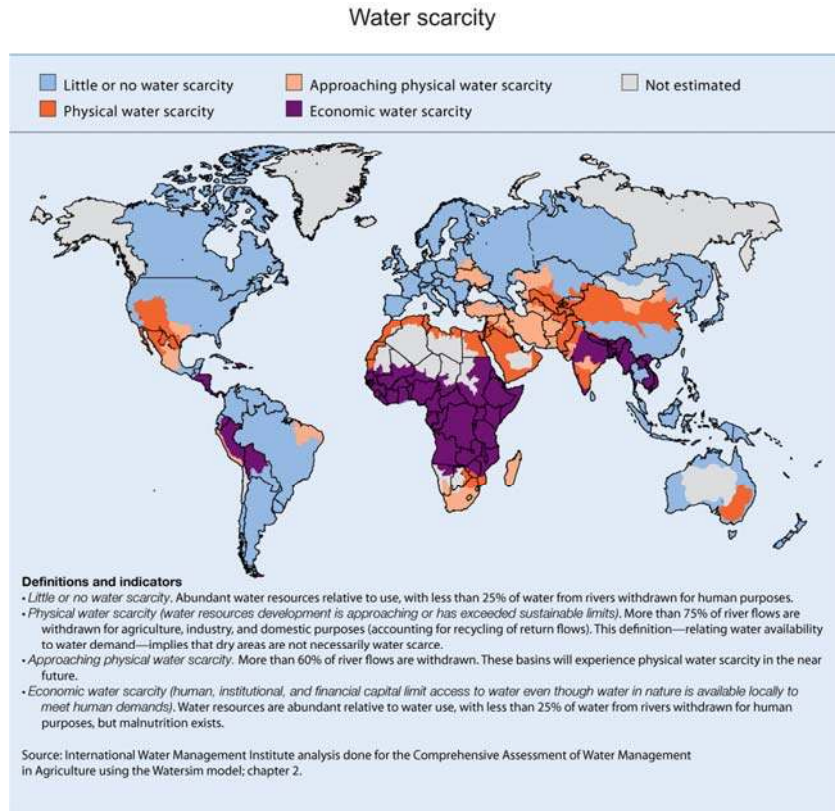 Water scarcity
Little or no water scarcity
Approaching physical water scarcity
Not estimated
Physical water scarcity
Economic water scarcity
Definitions and indicators
• Little or no water scarcity. Abundant water resources relative to use, with less than 25% of water from rivers withdrawn for human purposes.
• Physical water scarcity (water resources development is approaching or has exceeded sustainable limits). More than 75% of river flows are
withdrawn for agriculture, industry, and domestic purposes (accounting for recycling of return flows). This definition—relating water availability
to water demand—implies that dry areas are not necessarily water scarce.
• Approaching physical water scarcity. More than 60% of river flows are withdrawn. These basins will experience physical water scarcity in the near
future.
• Economic water scarcity (human, institutional, and financial capital limit access to water even though water in nature is available locally to
meet human demands). Water resources are abundant relative to water use, with less than 25% of water from rivers withdrawn for human
purposes, but malnutrition exists.
Source: International Water Management Institute analysis done for the Comprehensive Assessment of Water Management
in Agriculture using the Watersim model; chapter 2.